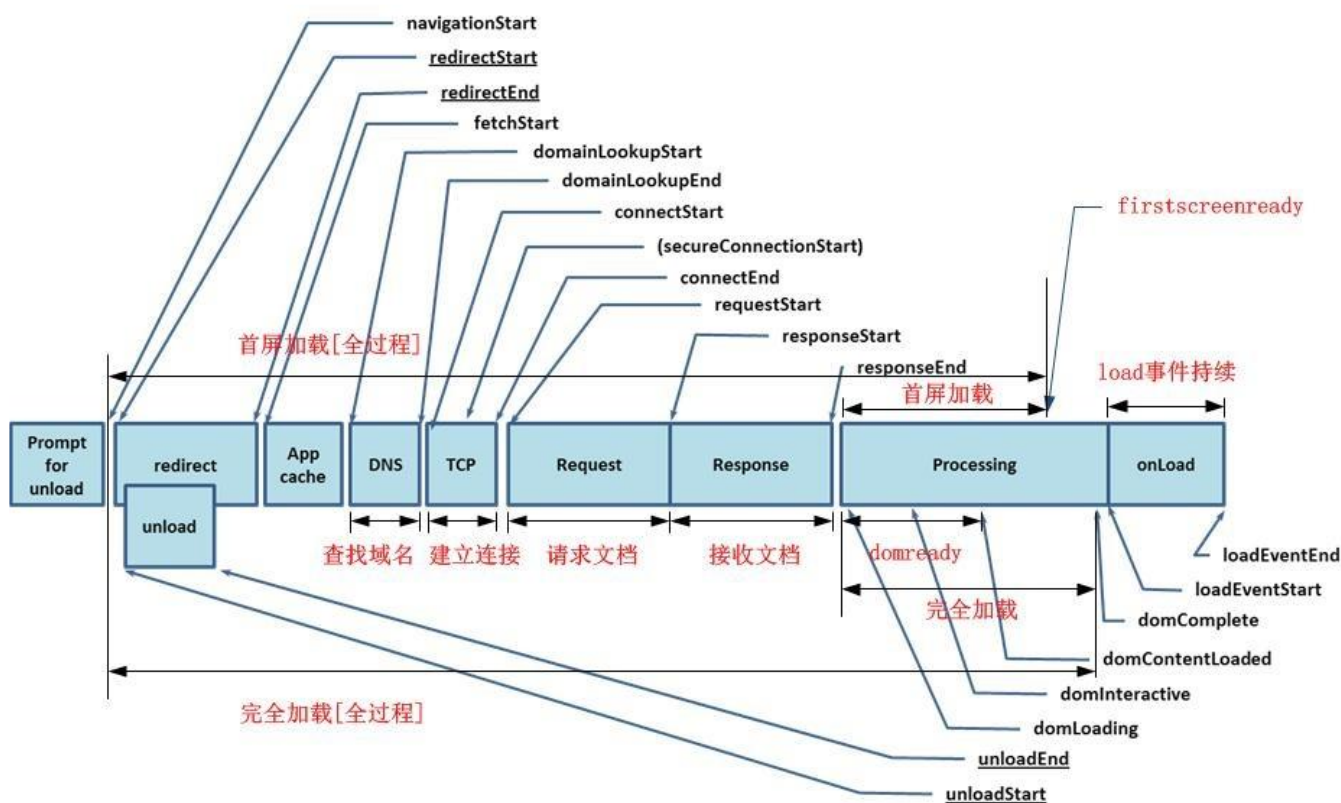 navigationStart
redirectStart
redirectEnd
fetchStart
domainLookupStart
domainLookupEnd
connectStart
firstscreenready
(secureConnectionStart)
connectEnd
requestStart
首屏加载[全过程]
responseStart
responseEnd
load事件持续
首屏加载
Prompt
for
unload
redirect
App
cache
DNS
TCP
Request
Response
Processing
onLoad
unload
查找域名
建立连接
请求文档
接收文档
domready
loadEventEnd
完全加载
loadEventStart
domComplete
domContentLoaded
完全加载[全过程]
domInteractive
domLoading
unloadEnd
unloadStart